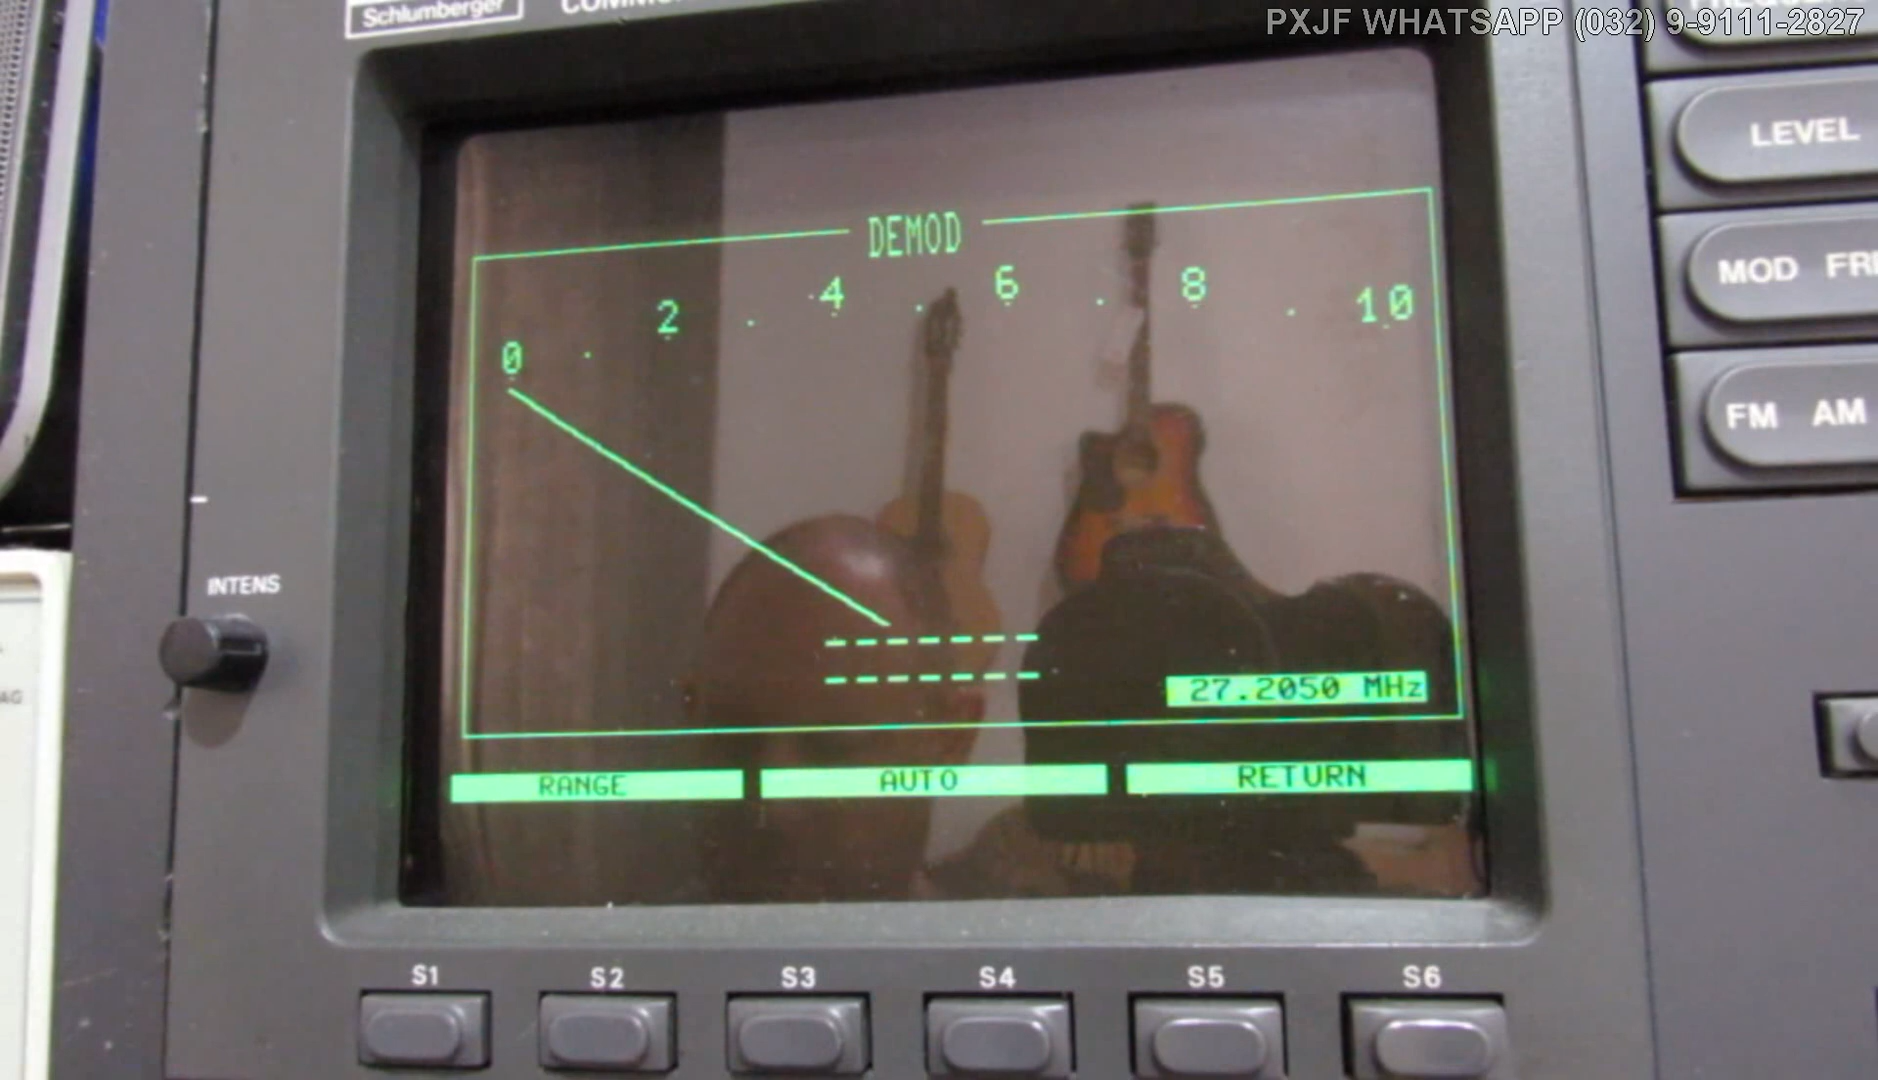 PXJF WHATSAPP (032) 9-9111-2827
Schlumberger
LEVEL
DEMOD
MOD
0 2 4 6 8 10
FM AM
INTENS
27.2050 MHz
RANGE AUTO RETURN
S1 S2 S3 S4 S5 S6